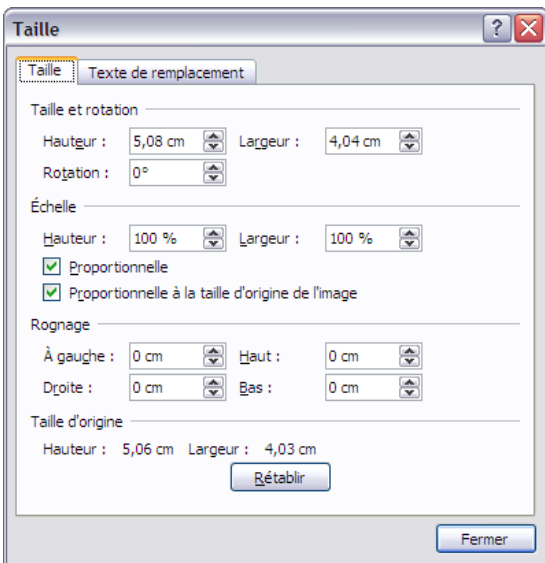 Taille
Taille Texte de remplacement
Taille et rotation
Hauteur : 5,08 cm Largeur : 4,04 cm
Rotation : 0°
Échelle
Hauteur : 100 % Largeur : 100 %
Proportionnelle
Proportionnelle à la taille d'origine de l'image
Rognage
À gauche : 0 cm Haut : 0 cm
Droite : 0 cm Bas : 0 cm
Taille d'origine
Hauteur : 5,06 cm Largeur : 4,03 cm
Rétablir
Fermer